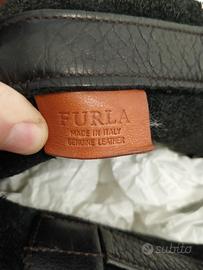 FURLA
MADE IN ITALY
GENUINE LEATHER
subito